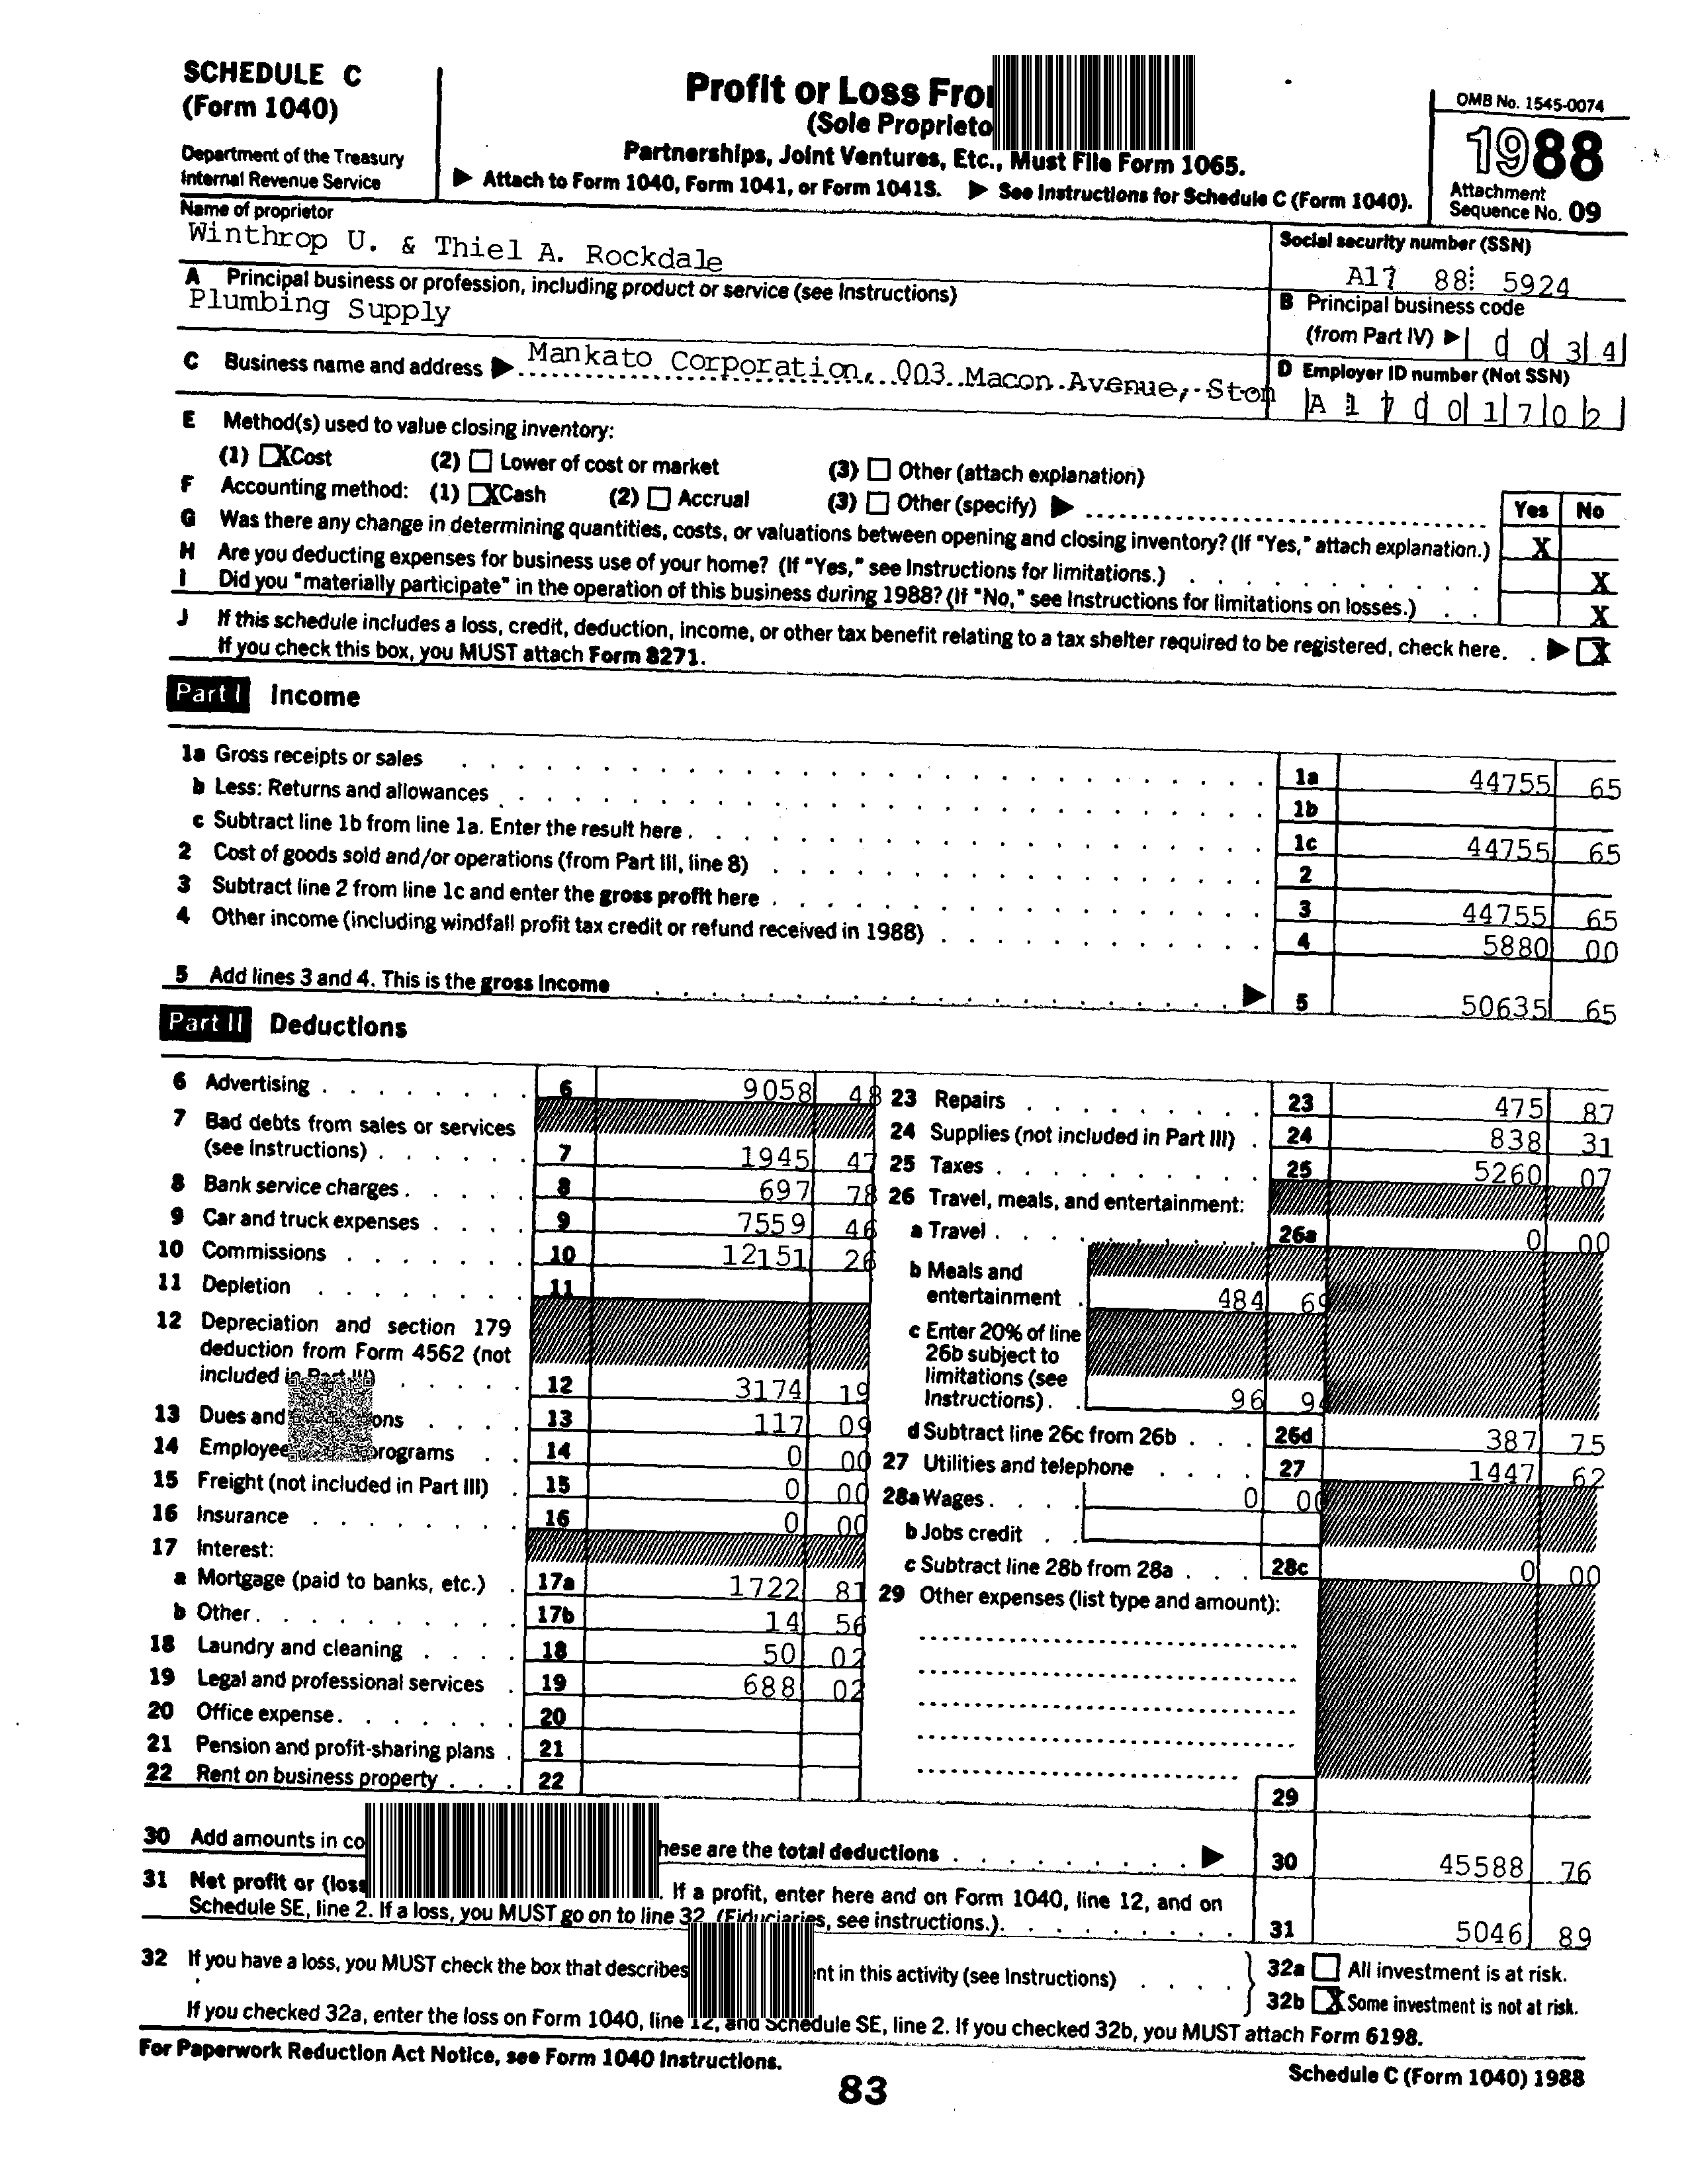 SCHEDULE C
(Form 1040)
Department of the Treasury
Internal Revenue Service
Profit or Loss
(Sole
Partnerships, Joint Ventures, Etc., Must File Form 1065.
▶ Attach to Form 1040, Form 1041, or Form 1041S. ▶ See Instructions for Schedule C (Form 1040).
OMB No. 1545-0074
1988
Attachment
Sequence No. 09
Name of proprietor
Winthrop U. & Thiel A. Rockdale
Social security number (SSN)
A17 88 5924
A Principal business or profession, including product or service (see Instructions)
Plumbing Supply
B Principal business code
(from Part IV) ▶ 0 0 3 4
C Business name and address ▶ Mankato Corporation, 003 Macon Avenue, Ston
D Employer ID number (Not SSN)
A 1 7 0 0 1 7 0 2
E Method(s) used to value closing inventory:
(1) X Cost (2) ☐ Lower of cost or market (3) ☐ Other (attach explanation)
F Accounting method: (1) X Cash (2) ☐ Accrual (3) ☐ Other (specify) ▶
Yes No
G Was there any change in determining quantities, costs, or valuations between opening and closing inventory? (If "Yes," attach explanation.) X
H Are you deducting expenses for business use of your home? (If "Yes," see Instructions for limitations.) X
I Did you "materially participate" in the operation of this business during 1988? (If "No," see Instructions for limitations on losses.) X
J If this schedule includes a loss, credit, deduction, income, or other tax benefit relating to a tax shelter required to be registered, check here. ▶ X
If you check this box, you MUST attach Form 8271.
Part I Income
1a Gross receipts or sales 1a 44755 65
b Less: Returns and allowances 1b
c Subtract line 1b from line 1a. Enter the result here 1c 44755 65
2 Cost of goods sold and/or operations (from Part III, line 8) 2
3 Subtract line 2 from line 1c and enter the gross profit here 3 44755 65
4 Other income (including windfall profit tax credit or refund received in 1988) 4 5880 00
5 Add lines 3 and 4. This is the gross income ▶ 5 50635 65
Part II Deductions
6 Advertising 6 9058 48
7 Bad debts from sales or services
(see Instructions) 7 1945 47
8 Bank service charges 8 697 78
9 Car and truck expenses 9 7559 46
10 Commissions 10 12151 26
11 Depletion 11
12 Depreciation and section 179
deduction from Form 4562 (not
included in Part III) 12 3174 19
13 Dues and 13 117 09
14 Employee programs 14 0 00
15 Freight (not included in Part III) 15 0 00
16 Insurance 16 0 00
17 Interest:
a Mortgage (paid to banks, etc.) 17a 1722 81
b Other 17b 14 56
18 Laundry and cleaning 18 50 02
19 Legal and professional services 19 688 02
20 Office expense 20
21 Pension and profit-sharing plans 21
22 Rent on business property 22
23 Repairs 23 475 87
24 Supplies (not included in Part III) 24 838 31
25 Taxes 25 5260 07
26 Travel, meals, and entertainment:
a Travel 26a 0 00
b Meals and
entertainment 484 69
c Enter 20% of line
26b subject to
limitations (see
Instructions) 96 94
d Subtract line 26c from 26b 26d 387 75
27 Utilities and telephone 27 1447 62
28a Wages 0 00
b Jobs credit
c Subtract line 28b from 28a 28c 0 00
29 Other expenses (list type and amount):
29
30 Add amounts in are the total deductions ▶ 30 45588 76
31 Net profit or (loss If a profit, enter here and on Form 1040, line 12, and on
Schedule SE, line 2. If a loss, you MUST go on to line 32. (Fiduciaries, see instructions.) 31 5046 89
32 If you have a loss, you MUST check the box that describes in this activity (see Instructions)
32a ☐ All investment is at risk.
32b X Some investment is not at risk.
If you checked 32a, enter the loss on Form 1040, line 12, and Schedule SE, line 2. If you checked 32b, you MUST attach Form 6198.
For Paperwork Reduction Act Notice, see Form 1040 Instructions.
Schedule C (Form 1040) 1988
83